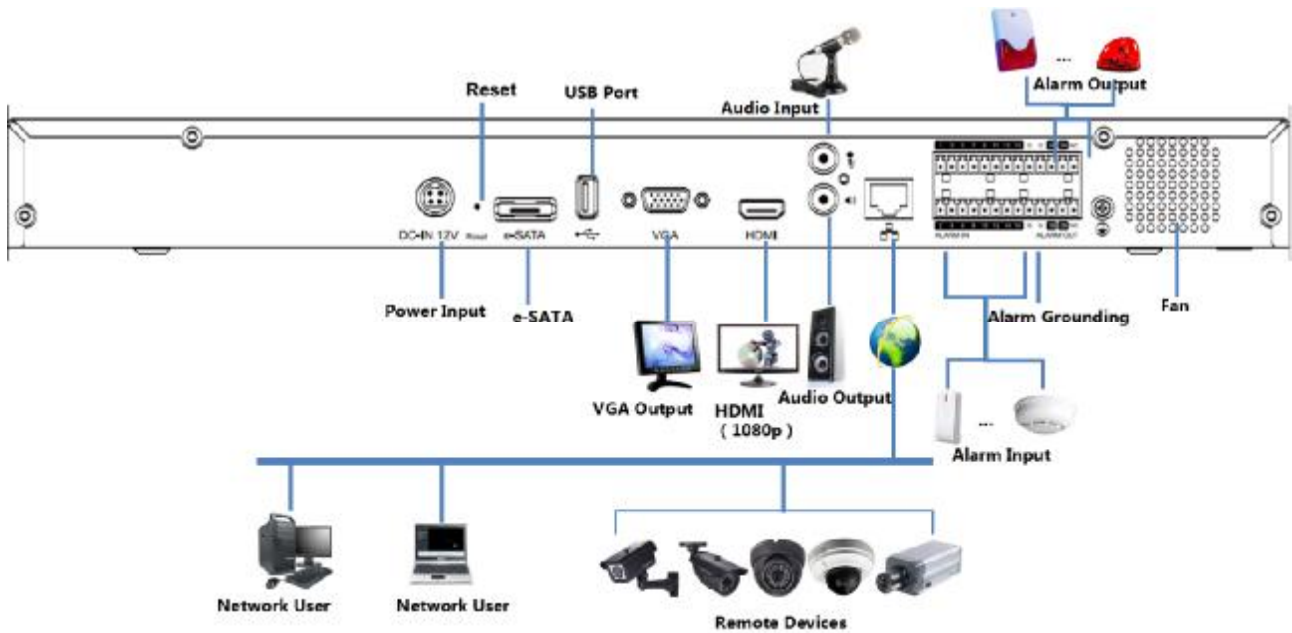 Alarm Output
Reset
USB Port
Audio Input
DC-IN 12V
Reset
e-SATA
VGA
HDMI
ALARM IN
ALARM OUT
Power Input
e-SATA
Alarm Grounding
Fan
VGA Output
HDMI
( 1080p )
Audio Output
Alarm Input
Network User
Network User
Remote Devices